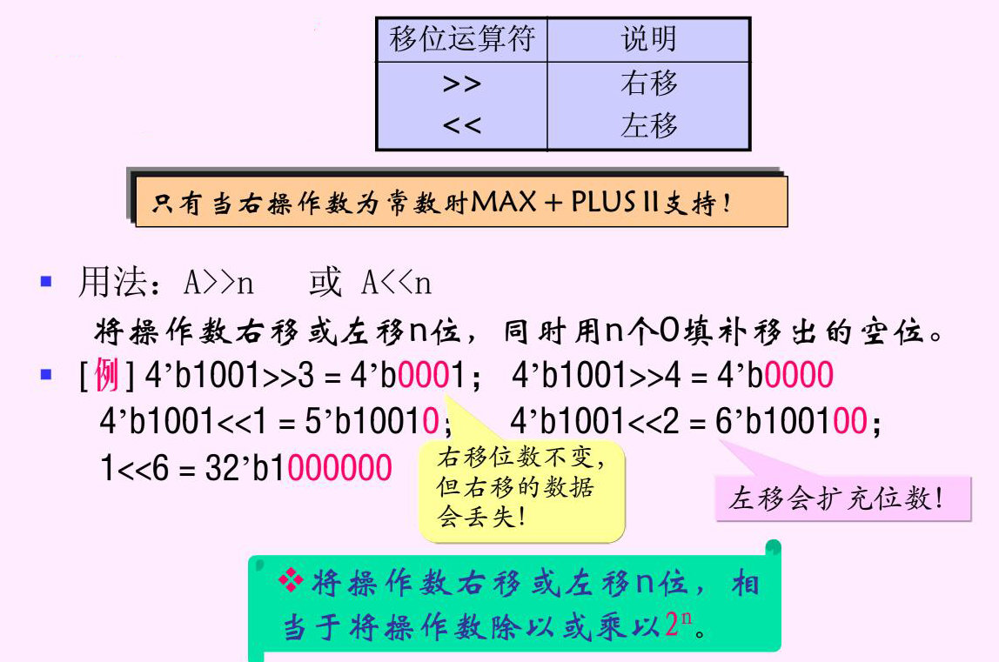 移位运算符 说明
>> 右移
<< 左移
只有当右操作数为常数时MAX + PLUS II支持!
用法: A>>n 或 A<<n
将操作数右移或左移n位，同时用n个0填补移出的空位。
[例] 4’b1001>>3 = 4’b0001; 4’b1001>>4 = 4’b0000
4’b1001<<1 = 5’b10010; 4’b1001<<2 = 6’b100100;
1<<6 = 32’b1000000
右移位数不变,
但右移的数据
会丢失!
左移会扩充位数!
❖将操作数右移或左移n位，相
当于将操作数除以或乘以2ⁿ。